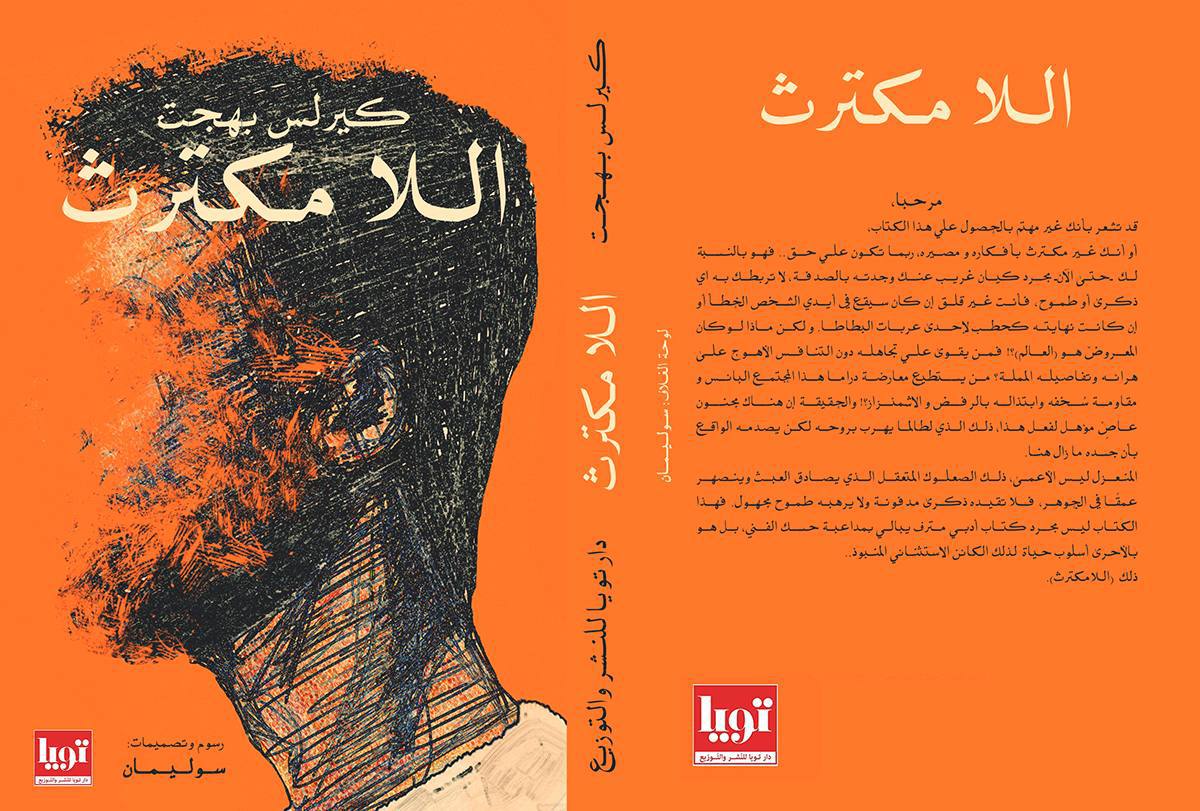 كيرلس بهجت
اللا مكترث
رسوم وتصميمات:
سوليمان
تويا
دار تويا للنشر والتوزيع
كيرلس بهجت
اللا مكترث
دار تويا للنشر والتوزيع
لوحة الغلاف: سوليمان
اللا مكترث
مرحبا،
قد تشعر بأنك غير مهتم بالحصول علي هذا الكتاب،
أو أنك غير مكترث بأفكاره و مصيره، ربما تكون علي حق.. فهو بالنسبة
لك -حتى الآن- مجرد كيان غريب عنك وجدته بالصدفة، لا تربطك به اي
ذكرى أو طموح، فأنت غير قلق إن كان سيقع في أيدي الشخص الخطأ أو
إن كانت نهايته كحطب لإحدى عربات البطاطا. و لكن ماذا لو كان
المعروض هو (العالم)؟! فمن يقوى علي تجاهله دون التنافس الأهوج على
هرائه وتفاصيله المملة؟ من يستطيع معارضة دراما هذا المجتمع البائس و
مقاومة سُخفه وابتذاله بالرفض و الاشمئزاز؟! والحقيقة إن هناك مجنون
عاصٍ مؤهل لفعل هذا، ذلك الذي لطالما يهرب بروحه لكن يصدمه الواقع
بأن جسده ما زال هنا.
المنعزل ليس الأعمى، ذلك الصعلوك المتعقل الذي يصادق العبث وينصهر
عمقًا في الجوهر، فلا تقيده ذكرى مدفونة ولا يرهبه طموح مجهول. فهذا
الكتاب ليس مجرد كتاب أدبي مترف يبالي بمداعبة حسك الفني، بل هو
بالأحرى أسلوب حياة لذلك الكائن الاستثنائي المنبوذ..
ذلك (اللامكترث).
تويا
دار تويا للنشر والتوزيع